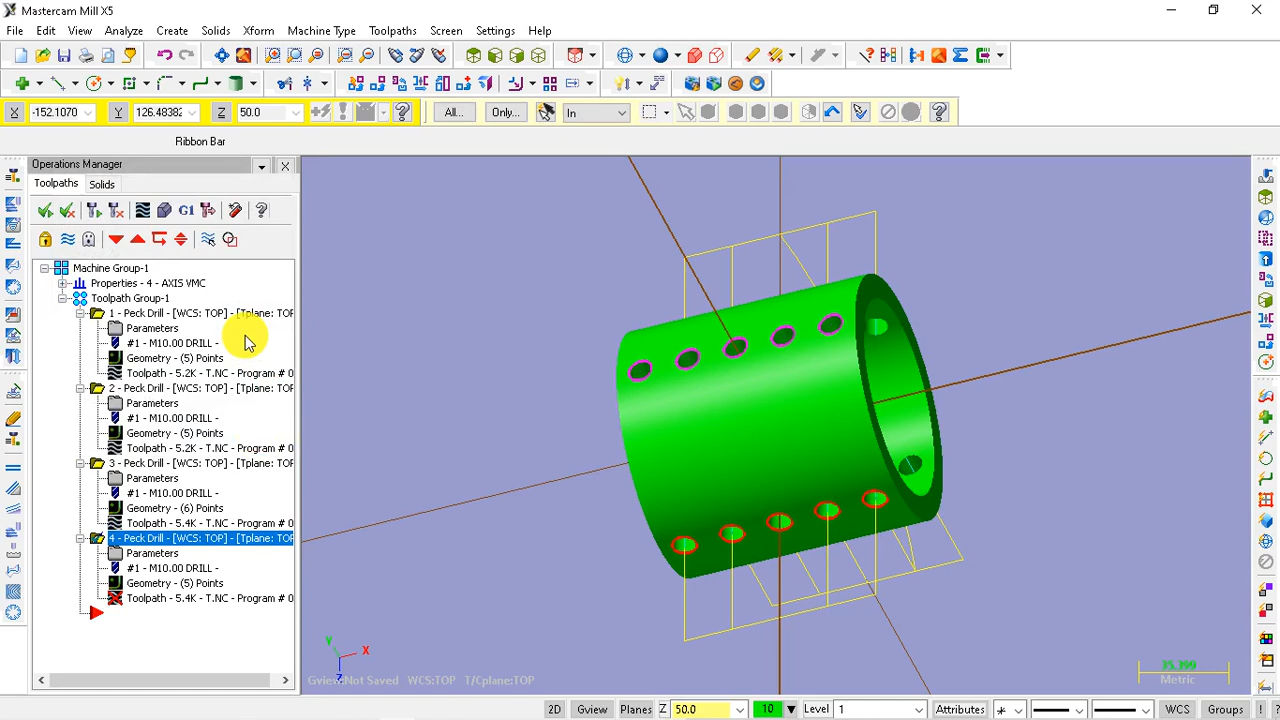 Mastercam Mill X5
File Edit View Analyze Create Solids Xform Machine Type Toolpaths Screen Settings Help
X -152.1070 Y 126.48382 Z 50.0 All... Only... In
Ribbon Bar
Operations Manager
Toolpaths Solids
G1
Machine Group-1
Properties - 4 - AXIS VMC
Toolpath Group-1
1 - Peck Drill - [WCS: TOP] - [Tplane: TOP
Parameters
#1 - M10.00 DRILL -
Geometry - (5) Points
Toolpath - 5.2K - T.NC - Program # 0
2 - Peck Drill - [WCS: TOP] - [Tplane: TOP
Parameters
#1 - M10.00 DRILL -
Geometry - (5) Points
Toolpath - 5.2K - T.NC - Program # 0
3 - Peck Drill - [WCS: TOP] - [Tplane: TOP
Parameters
#1 - M10.00 DRILL -
Geometry - (6) Points
Toolpath - 5.4K - T.NC - Program # 0
4 - Peck Drill - [WCS: TOP] - [Tplane: TOP
Parameters
#1 - M10.00 DRILL -
Geometry - (5) Points
Toolpath - 5.4K - T.NC - Program # 0
Y
X
Z
Gview:Not Saved WCS:TOP T/Cplane:TOP
35.399
Metric
2D Gview Planes Z 50.0 10 Level 1 Attributes WCS Groups ?